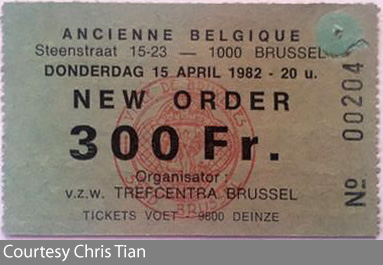 ANCIENNE BELGIQUE
Steenstraat 15-23 — 1000 BRUSSEL
DONDERDAG 15 APRIL 1982 - 20 u.
NEW ORDER
300 Fr.
Organisator :
v.z.w. TREFCENTRA BRUSSEL
TICKETS VOET 9800 DEINZE
Nº 00204
Courtesy Chris Tian